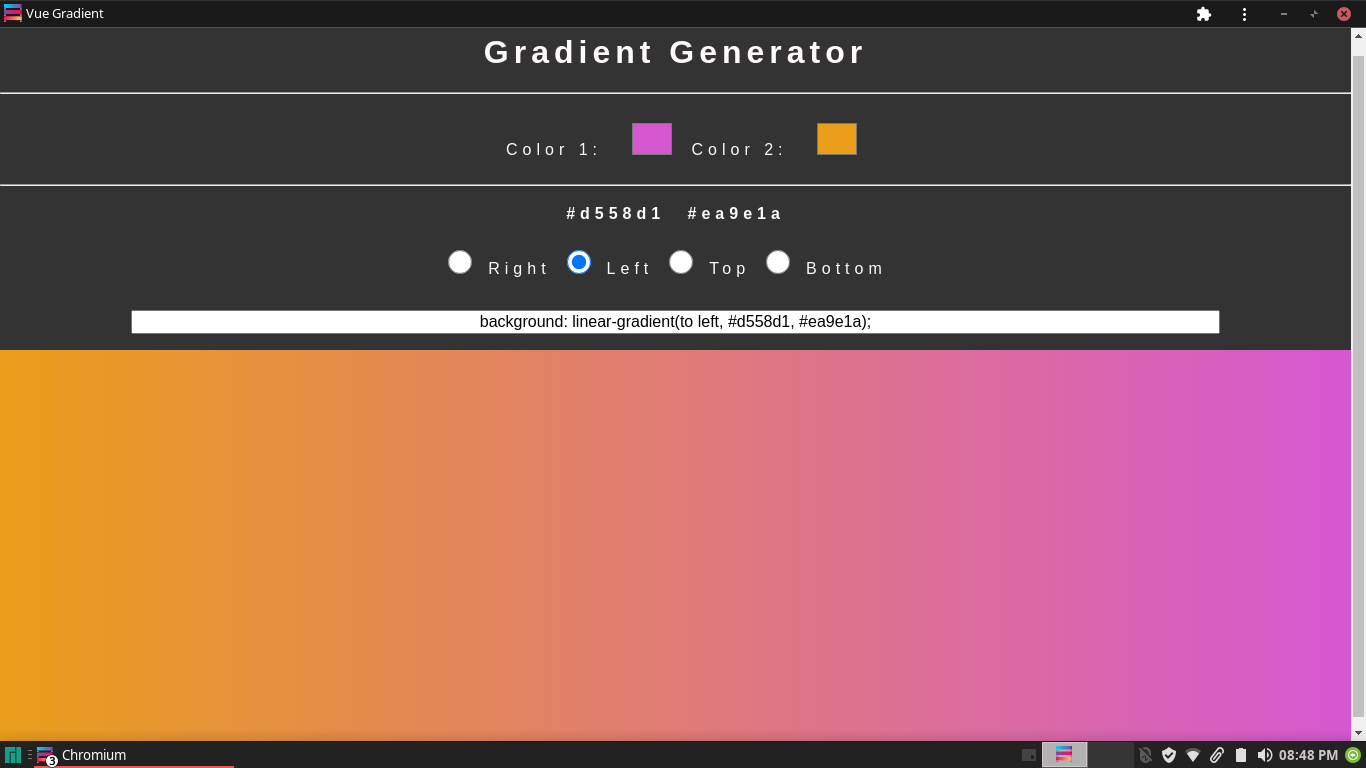 Vue Gradient
Gradient Generator
Color 1: Color 2:
#d558d1 #ea9e1a
Right Left Top Bottom
background: linear-gradient(to left, #d558d1, #ea9e1a);
3 Chromium 08:48 PM